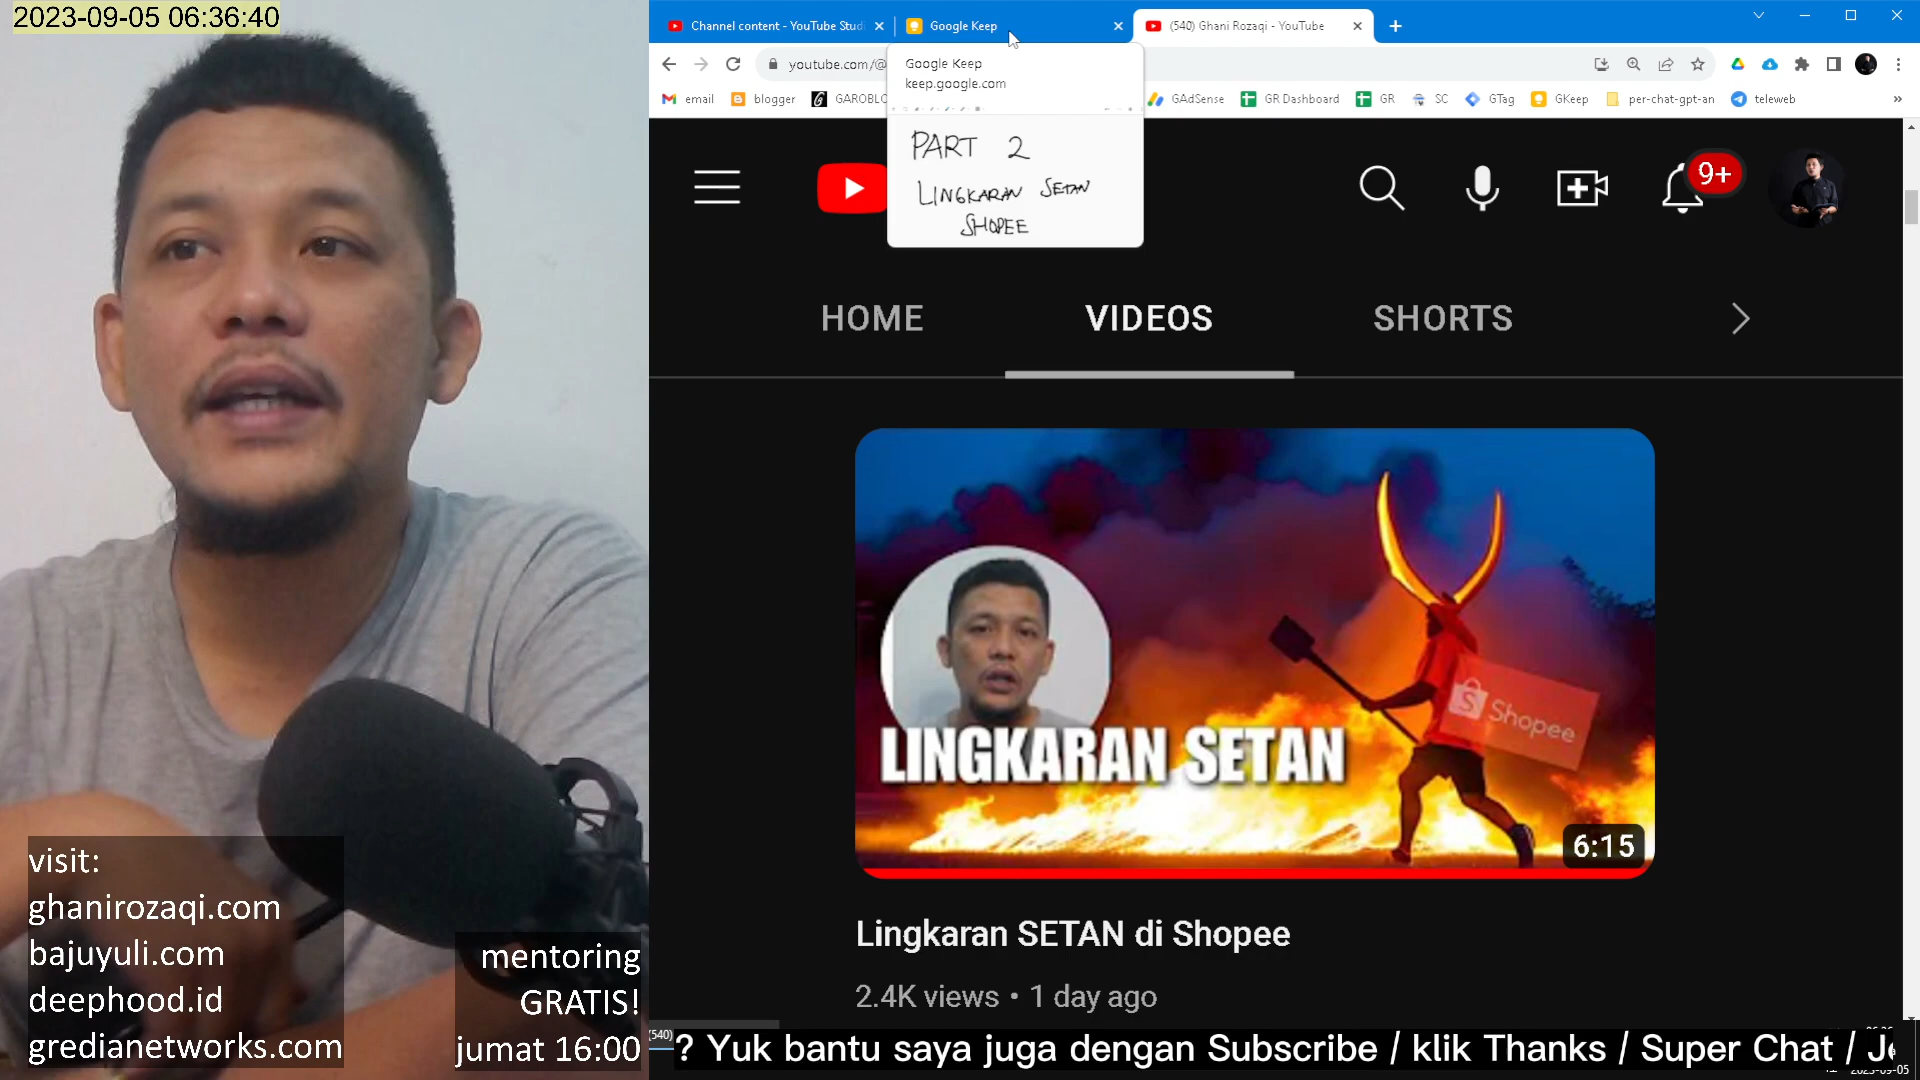 2023-09-05 06:36:40
Channel content - YouTube Stud
Google Keep
(540) Ghani Rozaqi - YouTube
youtube.com/@
Google Keep
keep.google.com
email
blogger
GAROBLO
GAdSense
GR Dashboard
GR
SC
GTag
GKeep
per-chat-gpt-an
teleweb
PART 2
LINGKARAN SETAN
SHOPEE
9+
HOME
VIDEOS
SHORTS
Shopee
LINGKARAN SETAN
6:15
Lingkaran SETAN di Shopee
2.4K views • 1 day ago
visit:
ghanirozaqi.com
bajuyuli.com
deephood.id
gredianetworks.com
mentoring
GRATIS!
jumat 16:00
(540)
? Yuk bantu saya juga dengan Subscribe / klik Thanks / Super Chat /
2023-09-05